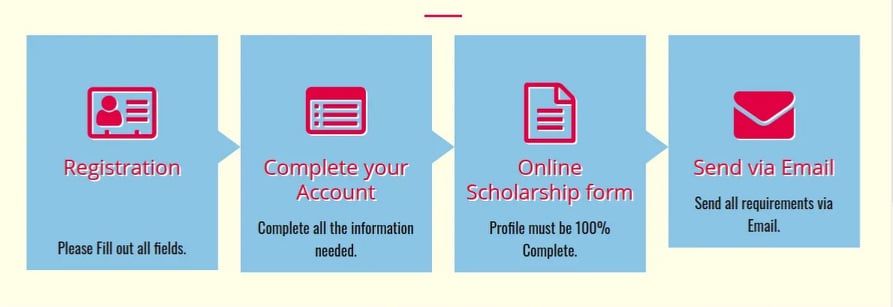 Registration
Please Fill out all fields.
Complete your
Account
Complete all the information
needed.
Online
Scholarship form
Profile must be 100%
Complete.
Send via Email
Send all requirements via
Email.